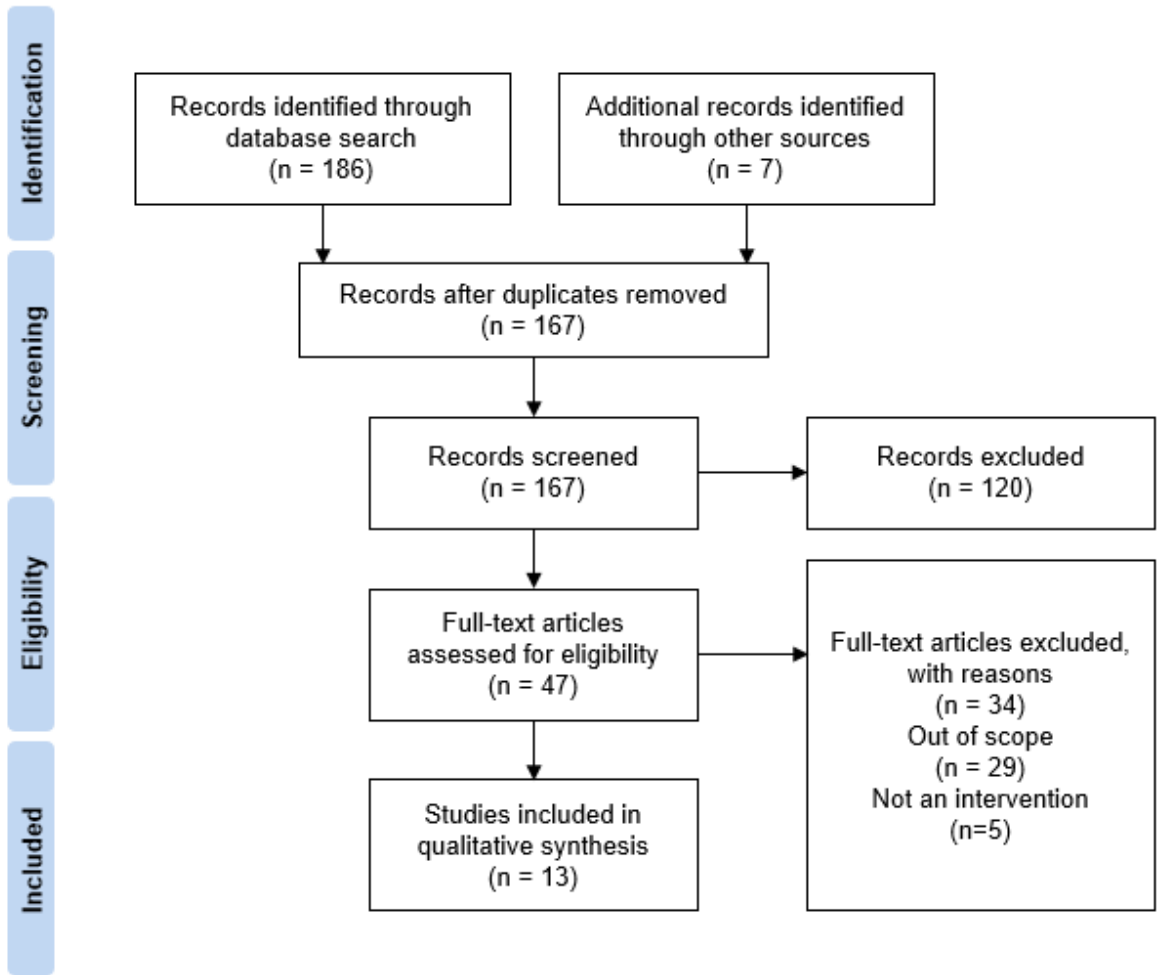 Identification
Records identified through
database search
(n = 186)
Additional records identified
through other sources
(n = 7)
Screening
Records after duplicates removed
(n = 167)
Records screened
(n = 167)
Records excluded
(n = 120)
Eligibility
Full-text articles
assessed for eligibility
(n = 47)
Full-text articles excluded,
with reasons
(n = 34)
Out of scope
(n = 29)
Not an intervention
(n=5)
Included
Studies included in
qualitative synthesis
(n = 13)